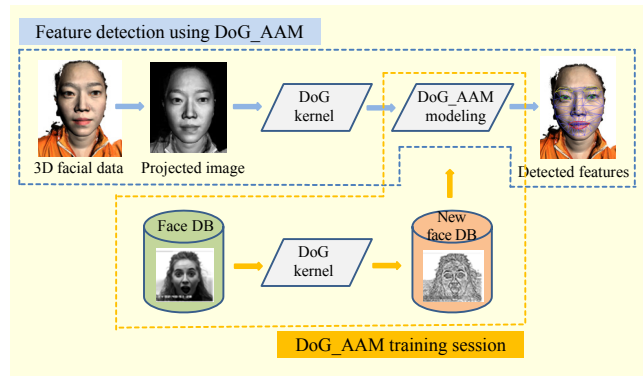 Feature detection using DoG_AAM
DoG
kernel
DoG_AAM
modeling
3D facial data
Projected image
Detected features
Face DB
DoG
kernel
New
face DB
DoG_AAM training session